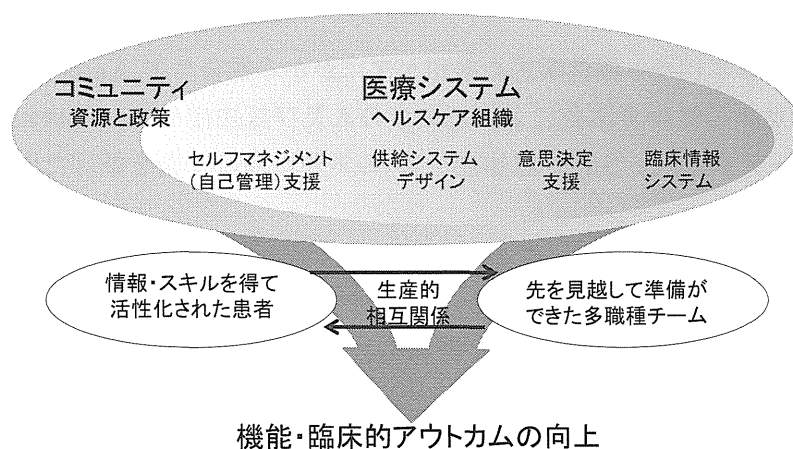 コミュニティ
資源と政策
医療システム
ヘルスケア組織
セルフマネジメント
(自己管理)支援
供給システム
デザイン
意思決定
支援
臨床情報
システム
情報・スキルを得て
活性化された患者
生産的
相互関係
先を見越して準備が
できた多職種チーム
機能・臨床的アウトカムの向上